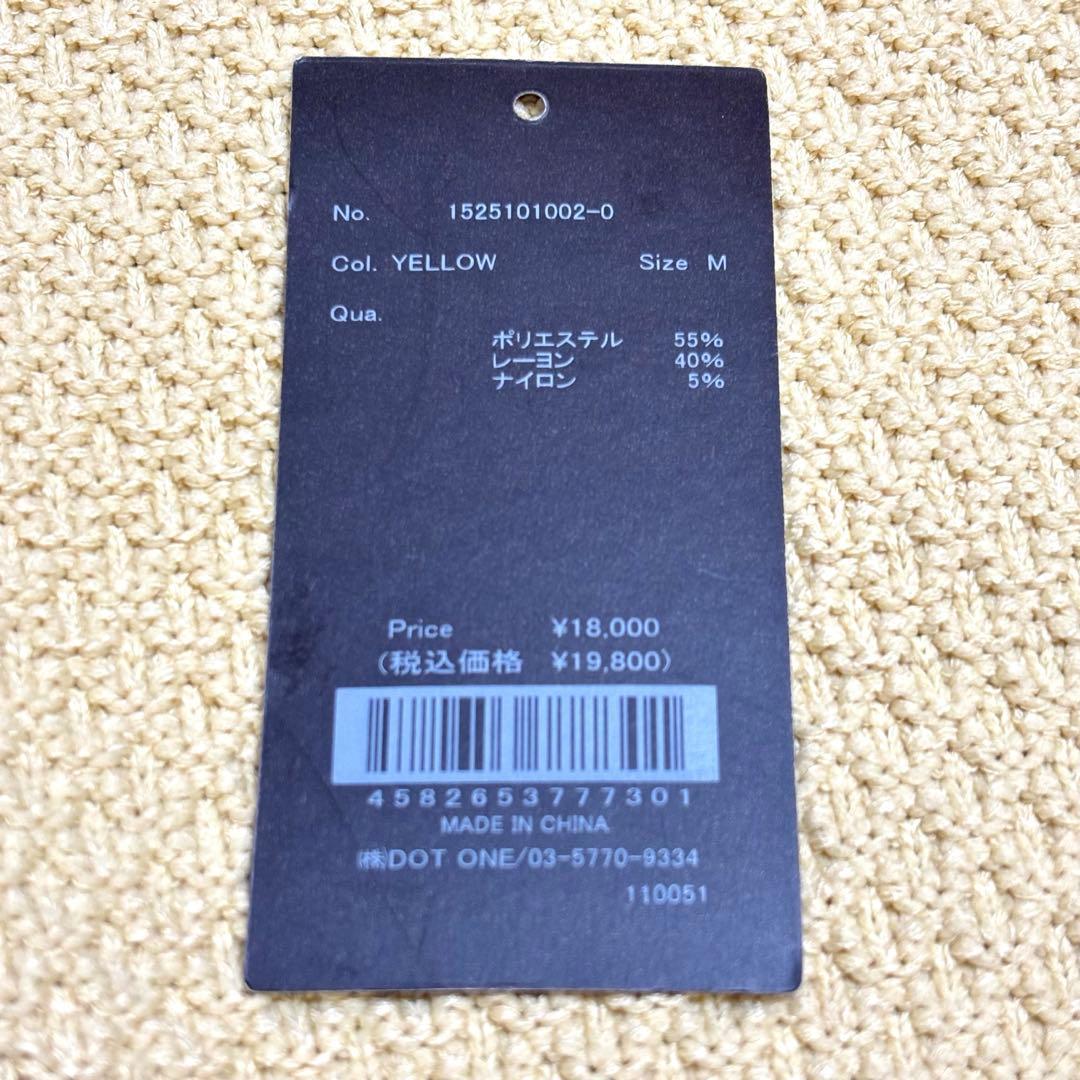 No. 1525101002-0
Col. YELLOW Size M
Qua.
ポリエステル 55%
レーヨン 40%
ナイロン 5%
Price ¥18,000
(税込価格 ¥19,800)
4582653777301
MADE IN CHINA
㈱DOT ONE/03-5770-9334
110051